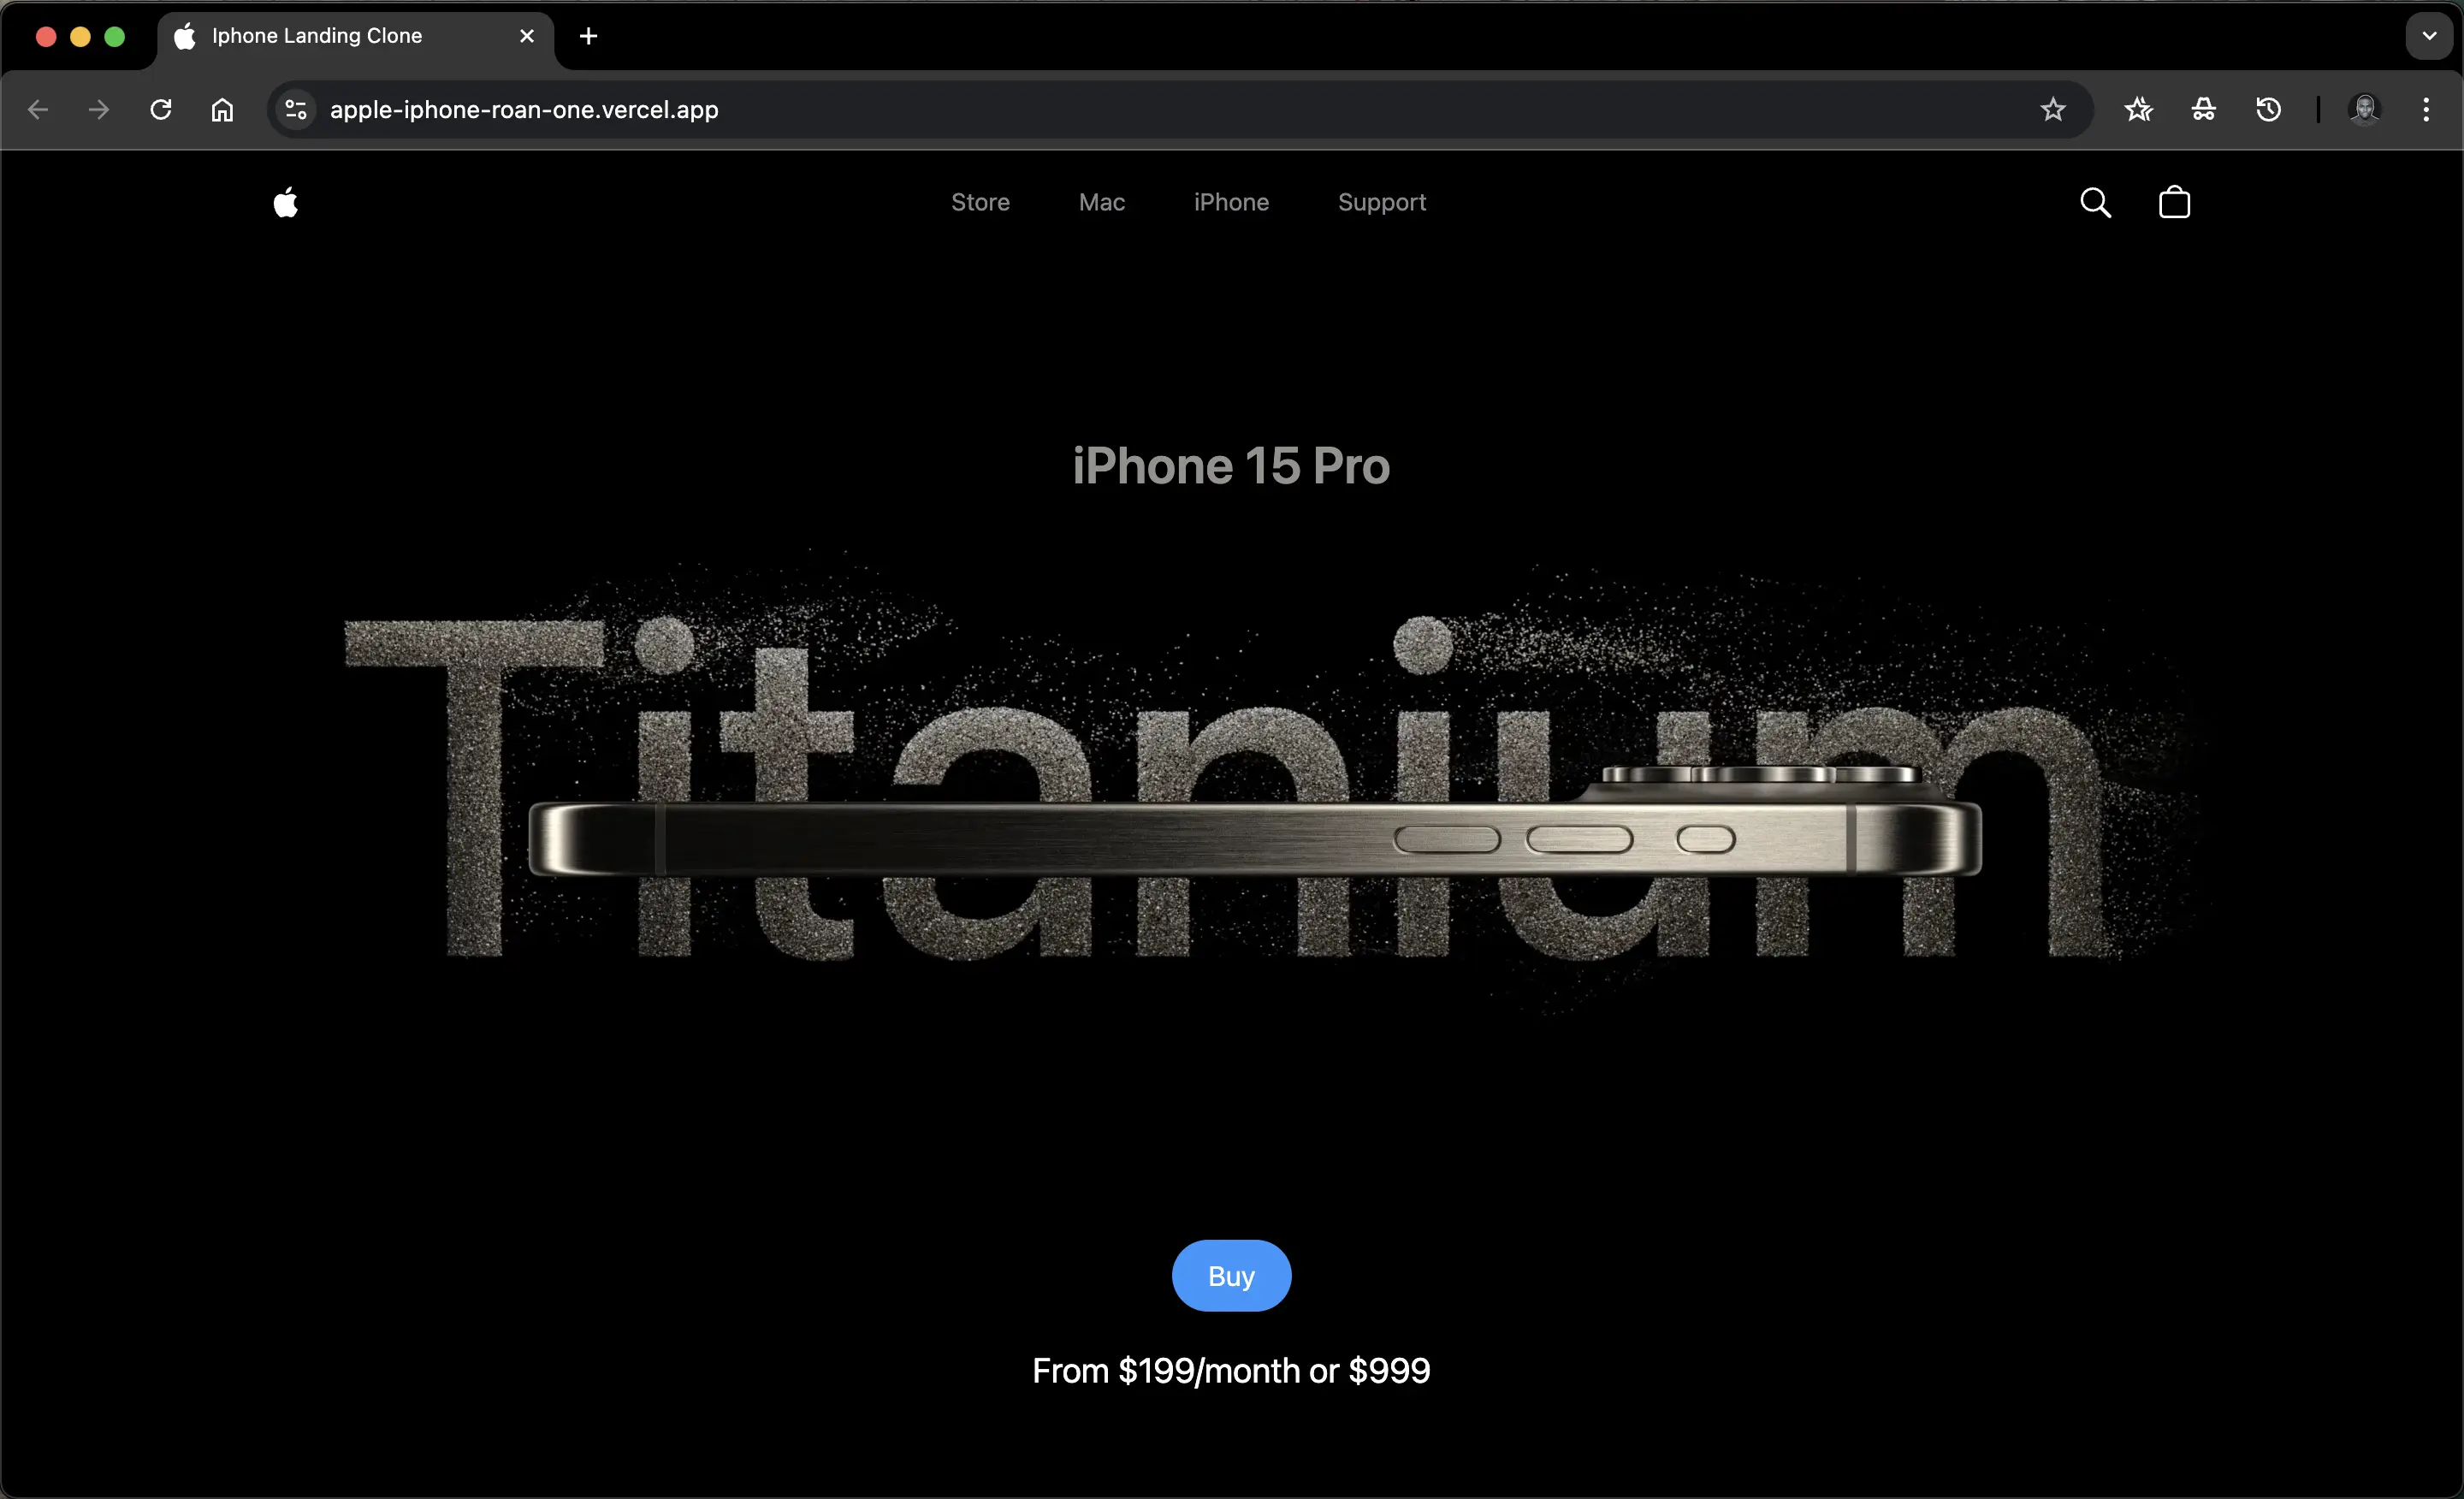 Iphone Landing Clone
apple-iphone-roan-one.vercel.app
Store Mac iPhone Support
iPhone 15 Pro
Titanium
Buy
From $199/month or $999